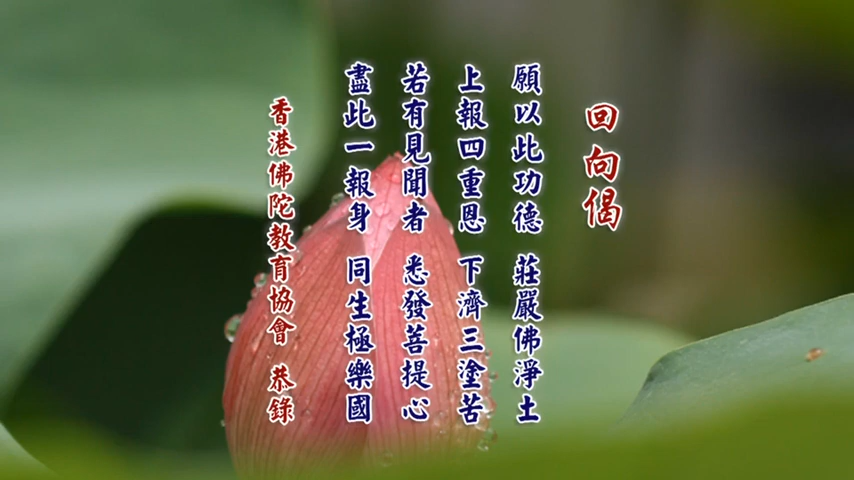 回向偈
願以此功德 莊嚴佛淨土
上報四重恩 下濟三塗苦
若有見聞者 悉發菩提心
盡此一報身 同生極樂國
香港佛陀教育協會 恭錄